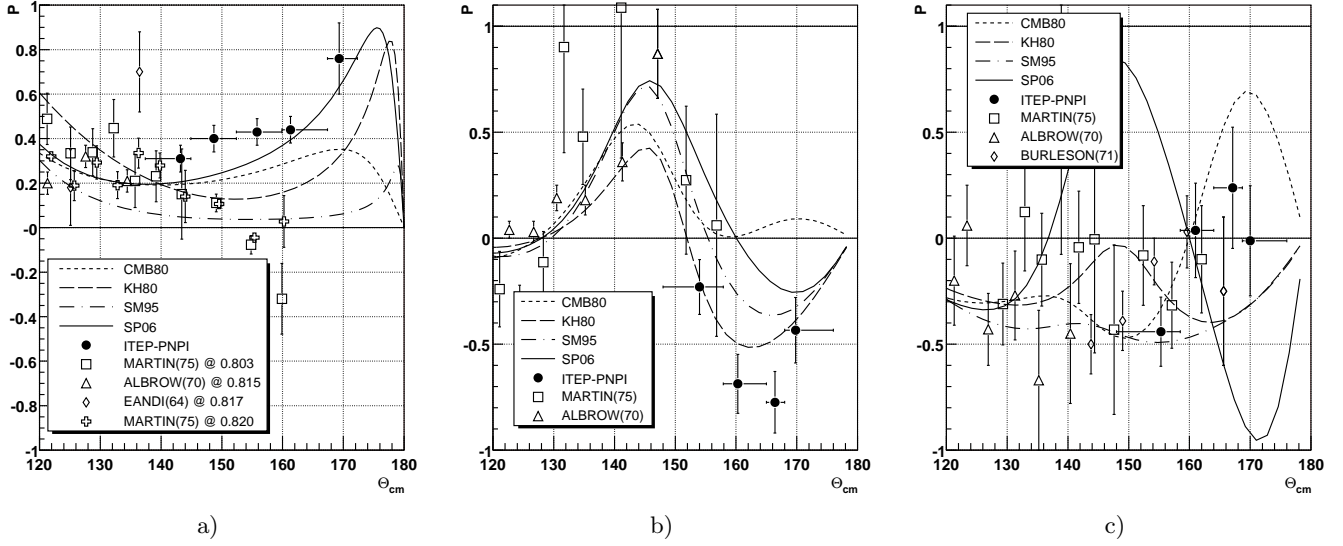 P
1
0.8
0.6
0.4
0.2
-0
-0.2
-0.4
-0.6
-0.8
-1
120 130 140 150 160 170 180
Θcm
CMB80
KH80
SM95
SP06
ITEP-PNPI
MARTIN(75) @ 0.803
ALBROW(70) @ 0.815
EANDI(64) @ 0.817
MARTIN(75) @ 0.820
a)
P
1
0.5
0
-0.5
-1
120 130 140 150 160 170 180
Θcm
CMB80
KH80
SM95
SP06
ITEP-PNPI
MARTIN(75)
ALBROW(70)
b)
P
1
0.5
0
-0.5
-1
120 130 140 150 160 170 180
Θcm
CMB80
KH80
SM95
SP06
ITEP-PNPI
MARTIN(75)
ALBROW(70)
BURLESON(71)
c)